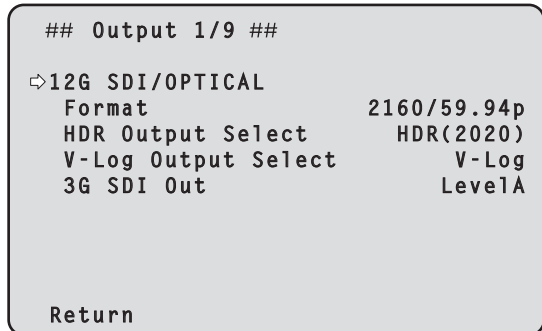 ## Output 1/9 ##
⇨12G SDI/OPTICAL
Format 2160/59.94p
HDR Output Select HDR(2020)
V-Log Output Select V-Log
3G SDI Out LevelA
Return